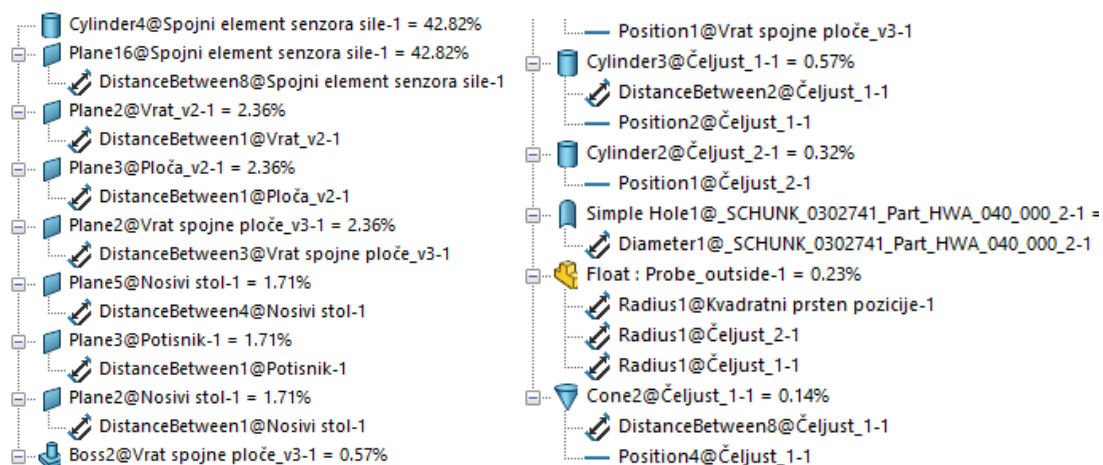 Cylinder4@Spojni element senzora sile-1 = 42.82%
Plane16@Spojni element senzora sile-1 = 42.82%
DistanceBetween8@Spojni element senzora sile-1
Plane2@Vrat_v2-1 = 2.36%
DistanceBetween1@Vrat_v2-1
Plane3@Ploča_v2-1 = 2.36%
DistanceBetween1@Ploča_v2-1
Plane2@Vrat spojne ploče_v3-1 = 2.36%
DistanceBetween3@Vrat spojne ploče_v3-1
Plane5@Nosivi stol-1 = 1.71%
DistanceBetween4@Nosivi stol-1
Plane3@Potisnik-1 = 1.71%
DistanceBetween1@Potisnik-1
Plane2@Nosivi stol-1 = 1.71%
DistanceBetween1@Nosivi stol-1
Boss2@Vrat spojne ploče_v3-1 = 0.57%
Position1@Vrat spojne ploče_v3-1
Cylinder3@Čeljust_1-1 = 0.57%
DistanceBetween2@Čeljust_1-1
Position2@Čeljust_1-1
Cylinder2@Čeljust_2-1 = 0.32%
Position1@Čeljust_2-1
Simple Hole1@_SCHUNK_0302741_Part_HWA_040_000_2-1 =
Diameter1@_SCHUNK_0302741_Part_HWA_040_000_2-1
Float : Probe_outside-1 = 0.23%
Radius1@Kvadratni prsten pozicije-1
Radius1@Čeljust_2-1
Radius1@Čeljust_1-1
Cone2@Čeljust_1-1 = 0.14%
DistanceBetween8@Čeljust_1-1
Position4@Čeljust_1-1